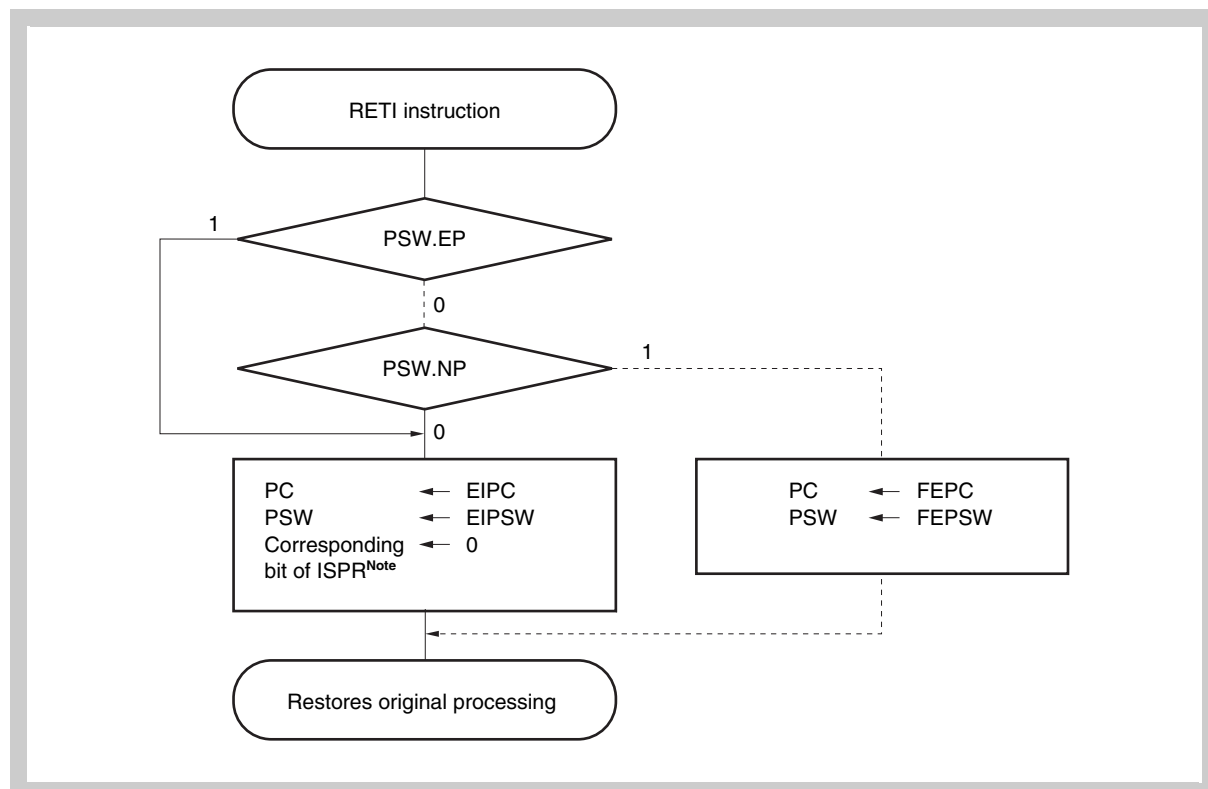 RETI instruction
1
PSW.EP
0
1
PSW.NP
0
PC ← EIPC
PSW ← EIPSW
Corresponding ← 0
bit of ISPRNote
PC ← FEPC
PSW ← FEPSW
Restores original processing